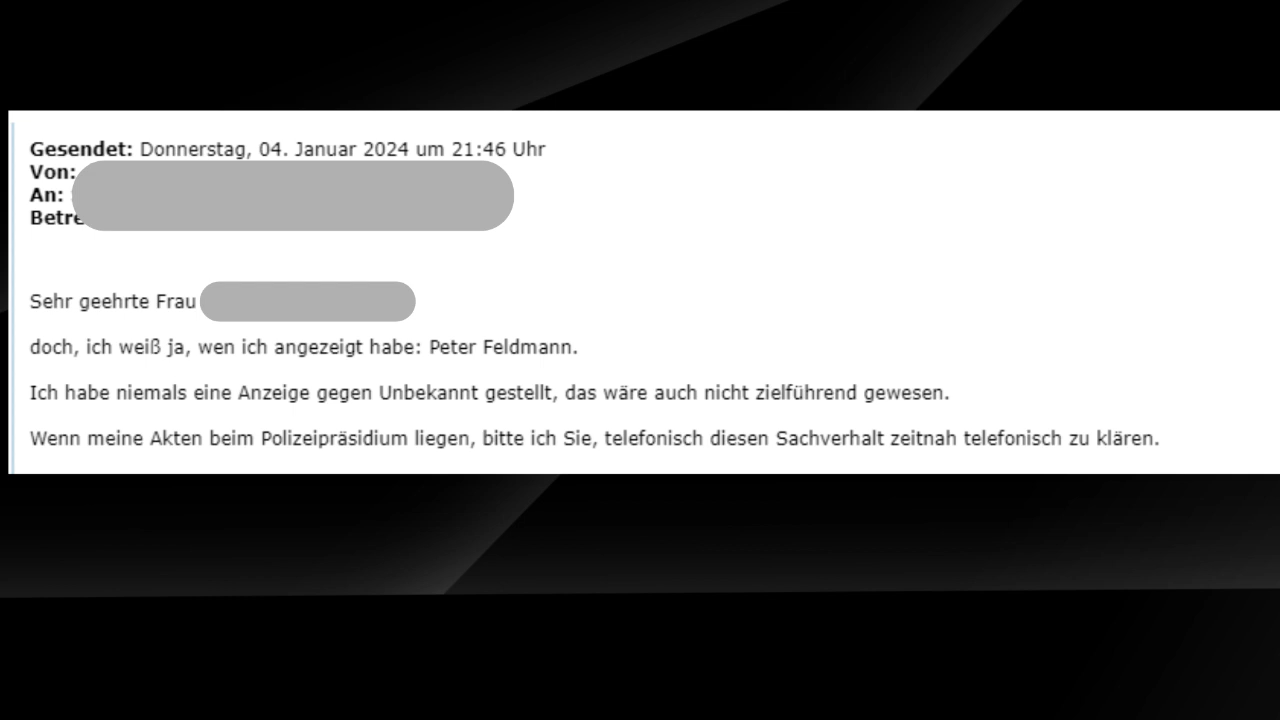 Gesendet: Donnerstag, 04. Januar 2024 um 21:46 Uhr
Von:
An:
Betre
Sehr geehrte Frau
doch, ich weiß ja, wen ich angezeigt habe: Peter Feldmann.
Ich habe niemals eine Anzeige gegen Unbekannt gestellt, das wäre auch nicht zielführend gewesen.
Wenn meine Akten beim Polizeipräsidium liegen, bitte ich Sie, telefonisch diesen Sachverhalt zeitnah telefonisch zu klären.